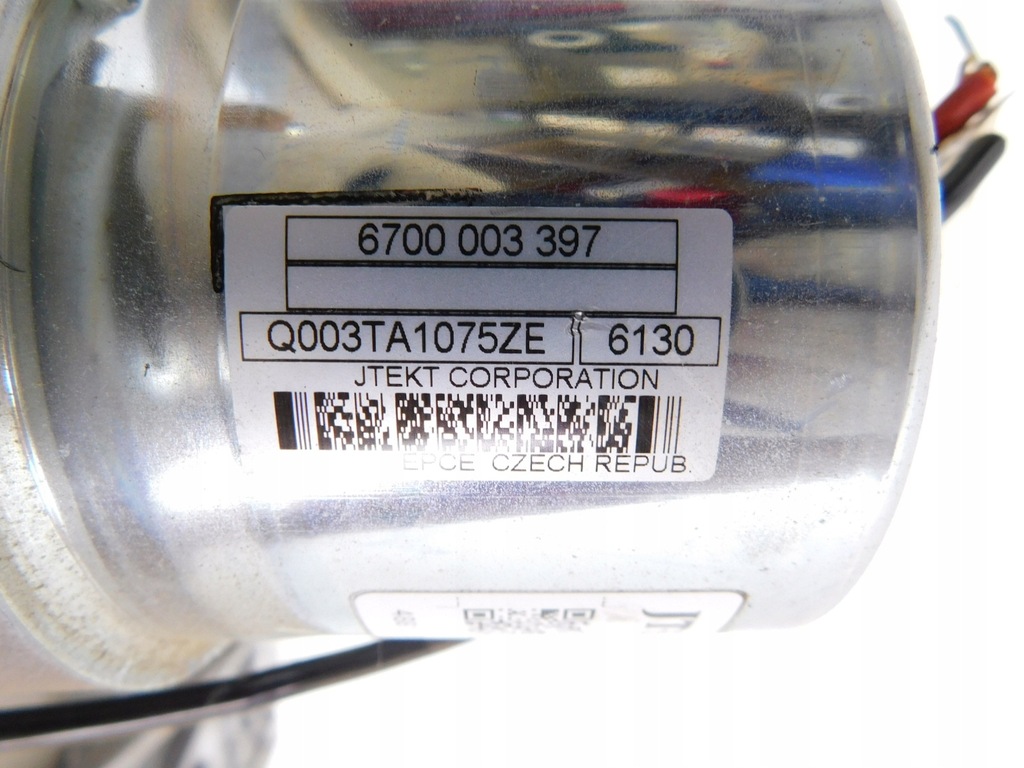 6700 003 397
Q003TA1075ZE 6130
JTEKT CORPORATION
EPCE CZECH REPUB.